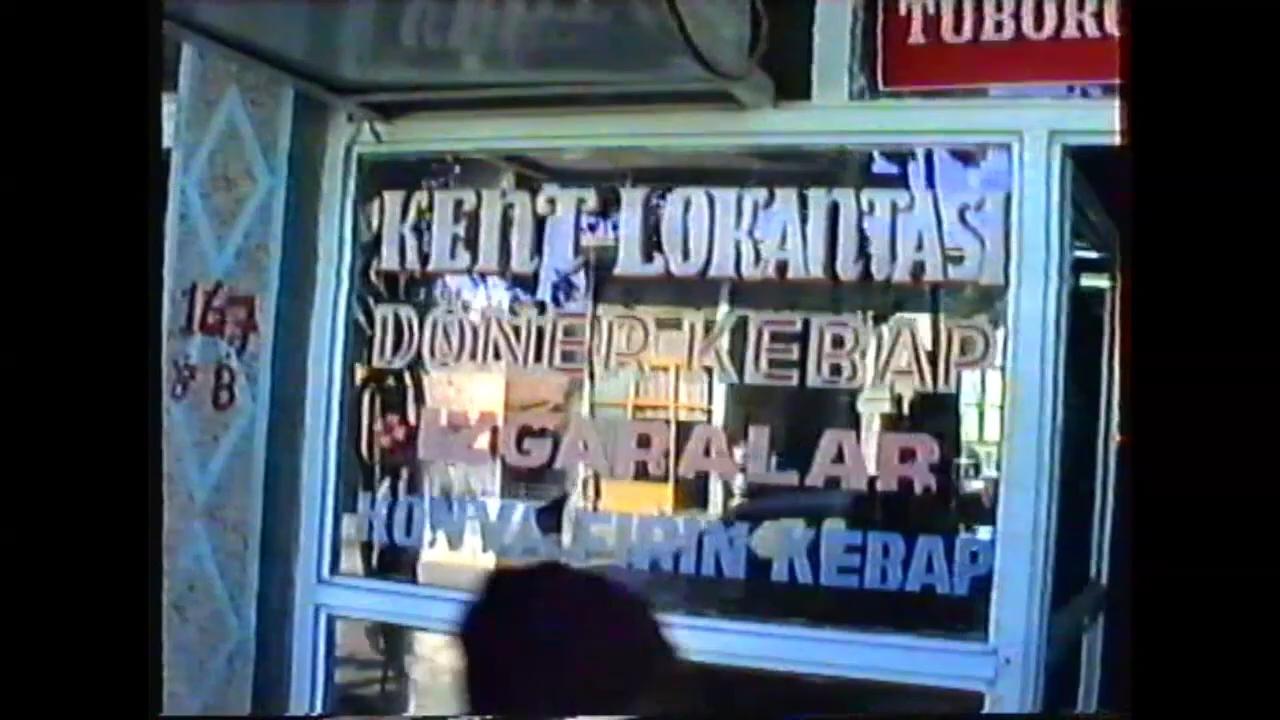 TUBORG
KENT LOKANTASI
DÖNER KEBAP
IZGARALAR
KONYA FIRIN KEBAP
B